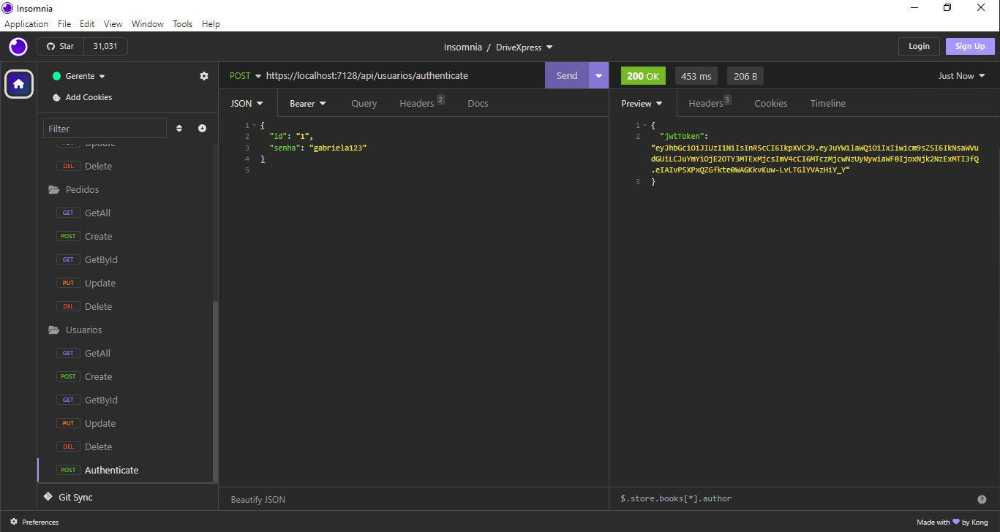 Insomnia
Application File Edit View Window Tools Help
Star 31,031
Insomnia / DriveXpress
Login Sign Up
Gerente
Add Cookies
Filter
Update
DEL Delete
Pedidos
GET GetAll
POST Create
GET GetById
PUT Update
DEL Delete
Usuarios
GET GetAll
POST Create
GET GetById
PUT Update
DEL Delete
POST Authenticate
Git Sync
Preferences
POST https://localhost:7128/api/usuarios/authenticate Send
JSON Bearer Query Headers 2 Docs
1 {
2 "id": "1",
3 "senha": "gabriela123"
4 }
5
Beautify JSON
200 OK 453 ms 206 B Just Now
Preview Headers 3 Cookies Timeline
1 {
2 "jwtToken":
"eyJhbGciOiJIUzI1NiIsInR5cCI6IkpXVCJ9.eyJuYW1laWQiOiIxIiwicm9sZSI6IkNsaWVu
dGUiLCJuYmYiOjE2OTY3MTExMjcsImV4cCI6MTczMjcwNzUyNywiaWF0IjoxNjk2NzExMTI3fQ
.eIAIvPSXPxQZGfkte0WAGKkvKuw-LvLTGlYVAzHiY_Y"
3 }
$.store.books[*].author
Made with by Kong